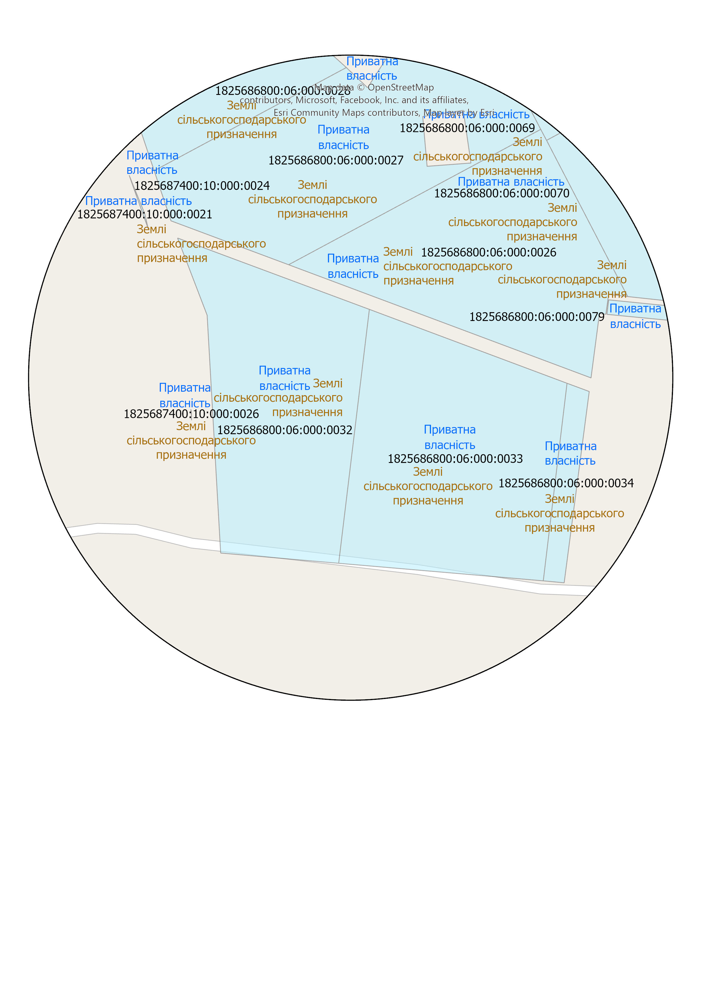 Приватна
власність
1825686800:06:000:0028
Map data © OpenStreetMap
contributors, Microsoft, Facebook, Inc. and its affiliates,
Esri Community Maps contributors, Map layer by Esri
Землі
сільськогосподарського
призначення
Приватна власність
1825686800:06:000:0069
Землі
сільськогосподарського
призначення
Приватна
власність
1825686800:06:000:0027
Землі
сільськогосподарського
призначення
Приватна
власність
1825687400:10:000:0024
Приватна власність
1825687400:10:000:0021
Землі
сільськогосподарського
призначення
Приватна власність
1825686800:06:000:0070
Землі
сільськогосподарського
призначення
Приватна
власність
Землі
сільськогосподарського
призначення
1825686800:06:000:0026
Землі
сільськогосподарського
призначення
1825686800:06:000:0079
Приватна
власність
Приватна
власність
Землі
сільськогосподарського
призначення
1825686800:06:000:0032
Приватна
власність
1825687400:10:000:0026
Землі
сільськогосподарського
призначення
Приватна
власність
1825686800:06:000:0033
Землі
сільськогосподарського
призначення
Приватна
власність
1825686800:06:000:0034
Землі
сільськогосподарського
призначення